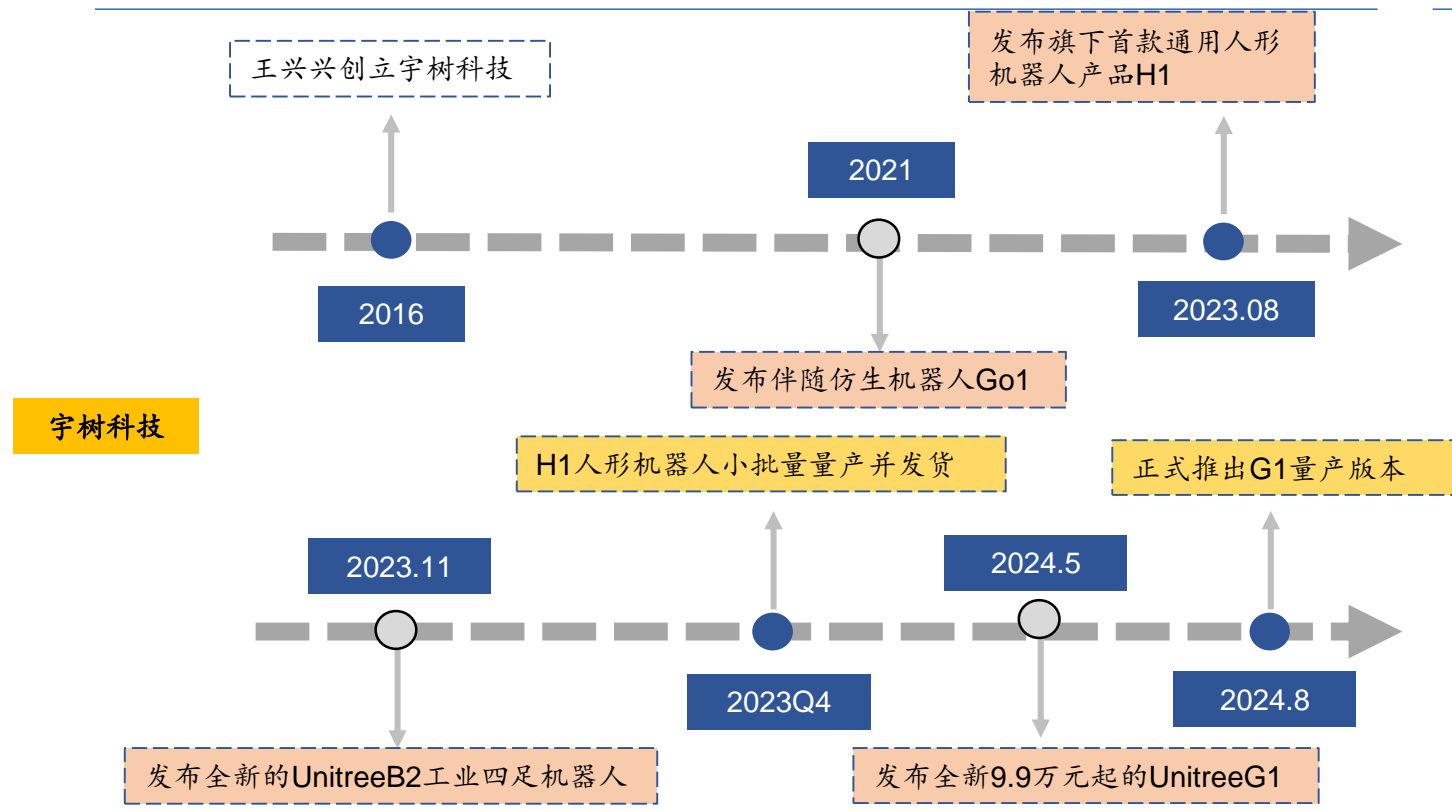 王兴兴创立宇树科技
发布旗下首款通用人形
机器人产品H1
2021
2016
2023.08
发布伴随仿生机器人Go1
宇树科技
H1人形机器人小批量量产并发货
正式推出G1量产版本
2023.11
2024.5
2023Q4
2024.8
发布全新的UnitreeB2工业四足机器人
发布全新9.9万元起的UnitreeG1